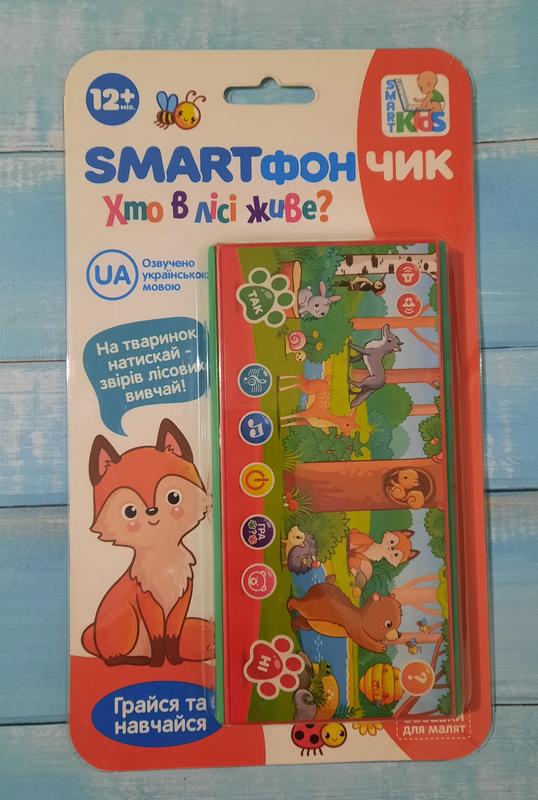 12+
міс.
SMART
KiDS
SMARTфон чик
Хто в лісі живе?
UA
Озвучено
українською
мовою
На тваринок
натискай -
звірів лісових
вивчай!
ТАК
ГРА
НІ
?
Грайся та
навчайся
для малят